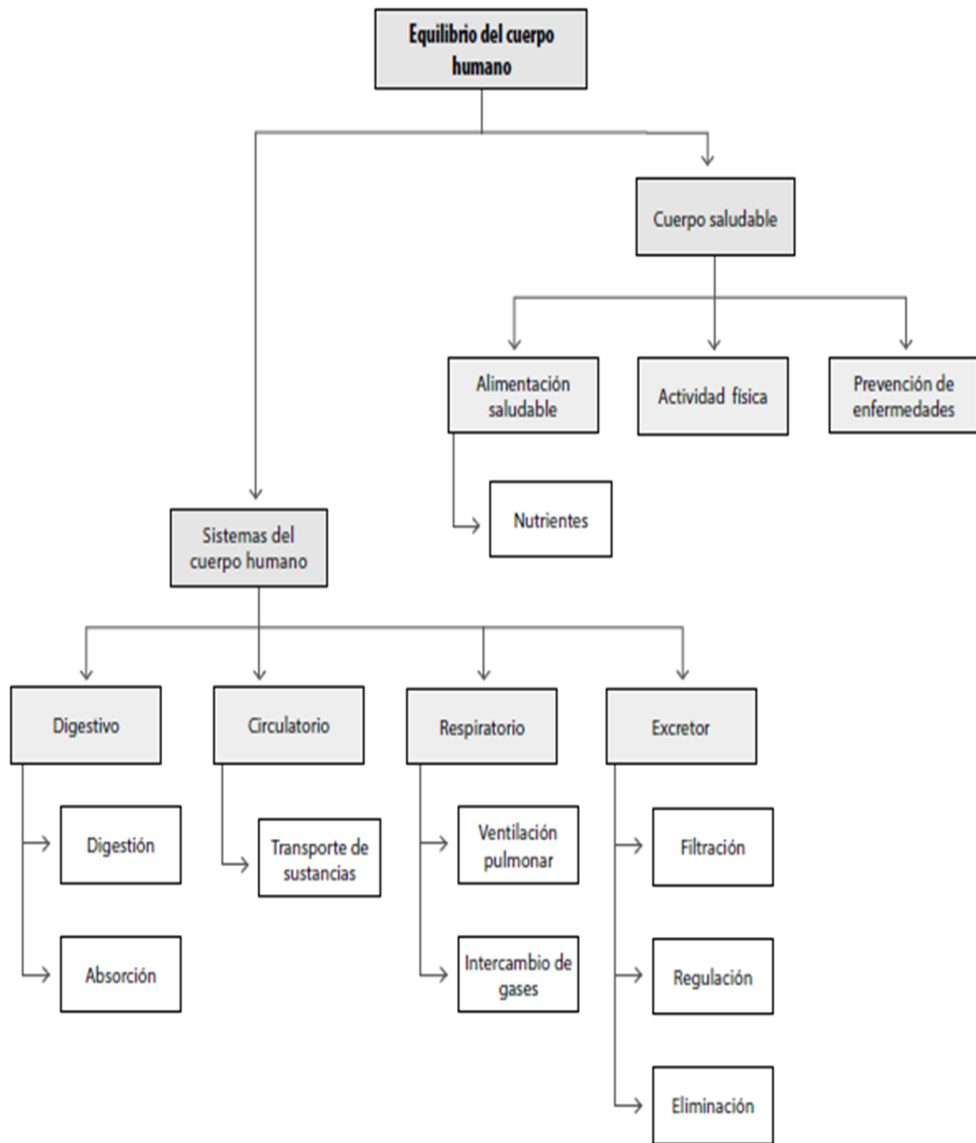 Equilibrio del cuerpo
humano
Cuerpo saludable
Alimentación
saludable
Actividad física
Prevención de
enfermedades
Nutrientes
Sistemas del
cuerpo humano
Digestivo
Circulatorio
Respiratorio
Excretor
Digestión
Absorción
Transporte de
sustancias
Ventilación
pulmonar
Intercambio de
gases
Filtración
Regulación
Eliminación